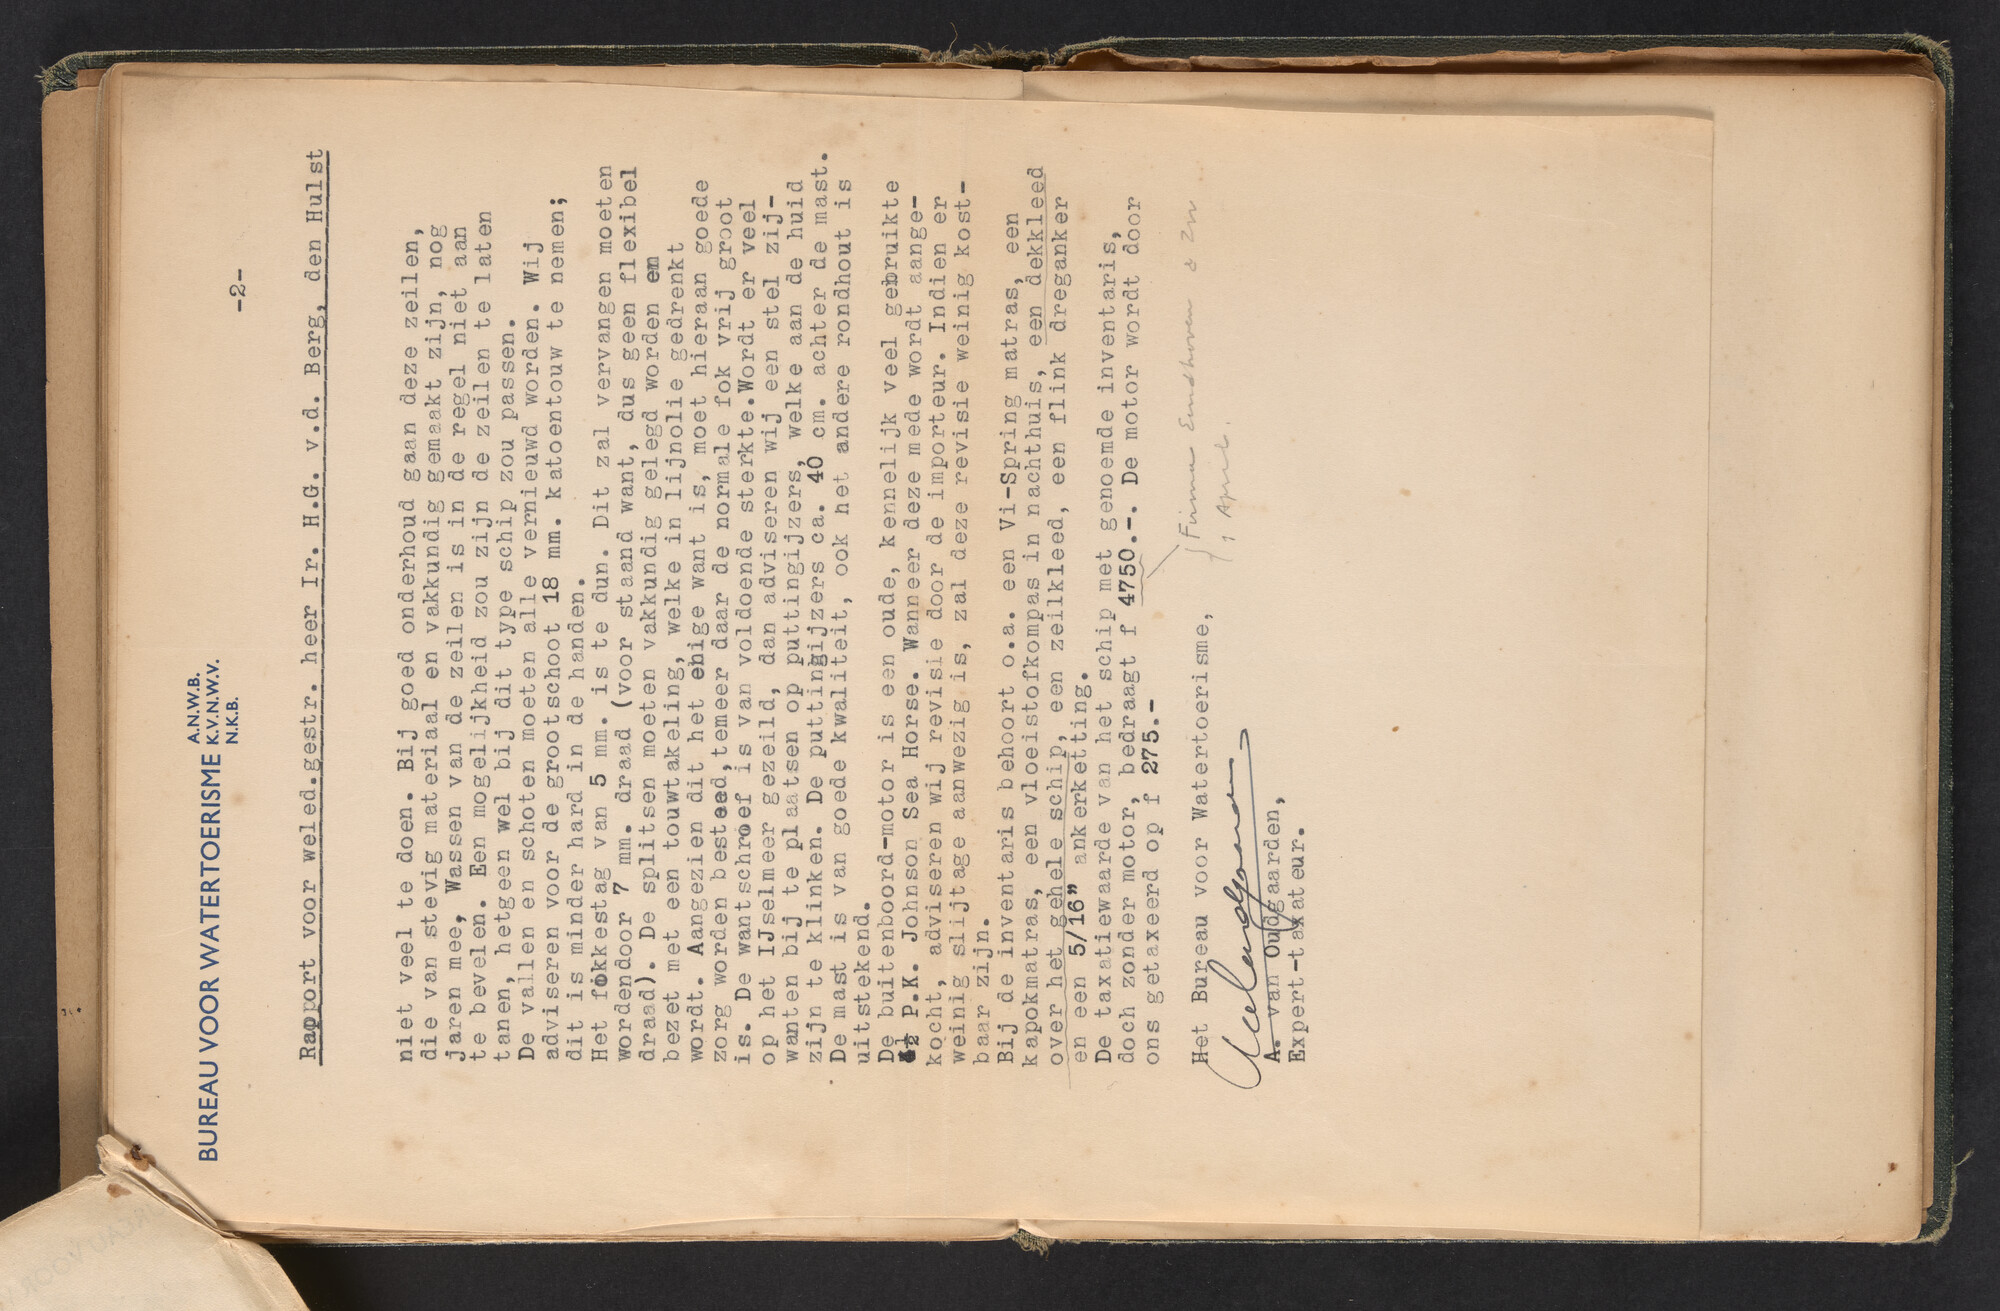 BUREAU VOOR WATERTOERISME
A.N.W.B.
K.V.N.W.V.
N.K.B.
-2-
Rapport voor weled.gestr. heer Ir. H.G. v.d. Berg, den Hulst
niet veel te doen. Bij goed onderhoud gaan deze zeilen,
die van stevig materiaal en vakkundig gemaakt zijn, nog
jaren mee, Wassen van de zeilen is in de regel niet aan
te bevelen. Een mogelijkheid zou zijn de zeilen te laten
tanen, hetgeen wel bij dit type schip zou passen.
De vallen en schoten moeten alle vernieuwd worden. Wij
adviseren voor de grootschoot 18 mm. katoentouw te nemen;
dit is minder hard in de handen.
Het fokkestag van 5 mm. is te dun. Dit zal vervangen moeten
wordendoor 7 mm. draad (voor staand want, dus geen flexibel
draad). De splitsen moeten vakkundig gelegd worden en
bezet met een touwtakeling, welke in lijnolie gedrenkt
wordt. Aangezien dit het enige want is, moet hieraan goede
zorg worden besteed,temeer daar de normale fok vrij groot
is. De wantschroef is van voldoende sterkte.Wordt er veel
op het IJselmeer gezeild, dan adviseren wij een stel zij-
wanten bij te plaatsen op puttingijzers, welke aan de huid
zijn te klinken. De puttingijzers ca. 40 cm. achter de mast.
De mast is van goede kwaliteit, ook het andere rondhout is
uitstekend.
De buitenboord-motor is een oude, kennelijk veel gebruikte
½ P.K. Johnson Sea Horse. Wanneer deze mede wordt aange-
kocht, adviseren wij revisie door de importeur. Indien er
weinig slijtage aanwezig is, zal deze revisie weinig kost-
baar zijn.
Bij de inventaris behoort o.a. een Vi-Spring matras, een
kapokmatras, een vloeistofkompas in nachthuis, een dekkleed
over het gehele schip, een zeilkleed, een flink dreganker
en een 5/16" ankerketting.
De taxatiewaarde van het schip met genoemde inventaris,
doch zonder motor, bedraagt f 4750.-. De motor wordt door
ons getaxeerd op f 275.-
Firma Eindhoven & Zn
, April.
Het Bureau voor Watertoerisme,
A. van Oudgaarden,
Expert-taxateur.